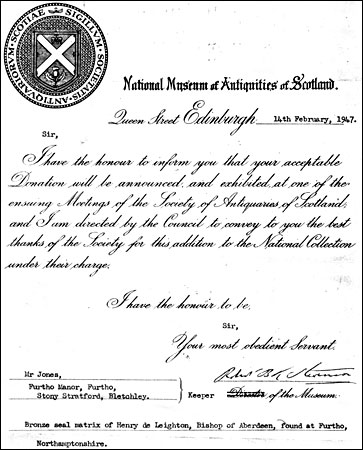 SIGILLVM SOCIETATIS ANTIQVARIORVM SCOTIAE
National Museum of Antiquities of Scotland.
Queen Street Edinburgh 14th February, 1947.
Sir,
I have the honour to inform you that your acceptable
Donation will be announced, and exhibited, at one of the
ensuing Meetings of the Society of Antiquaries of Scotland;
and I am directed by the Council to convey to you the best
thanks of the Society for this addition to the National Collection
under their charge.
I have the honour to be,
Sir,
Your most obedient Servant.
Mr Jones,
Furtho Manor, Furtho,
Stony Stratford, Bletchley.
Keeper Director of the Museum.
Bronze seal matrix of Henry de Leighton, Bishop of Aberdeen, found at Furtho,
Northamptonshire.